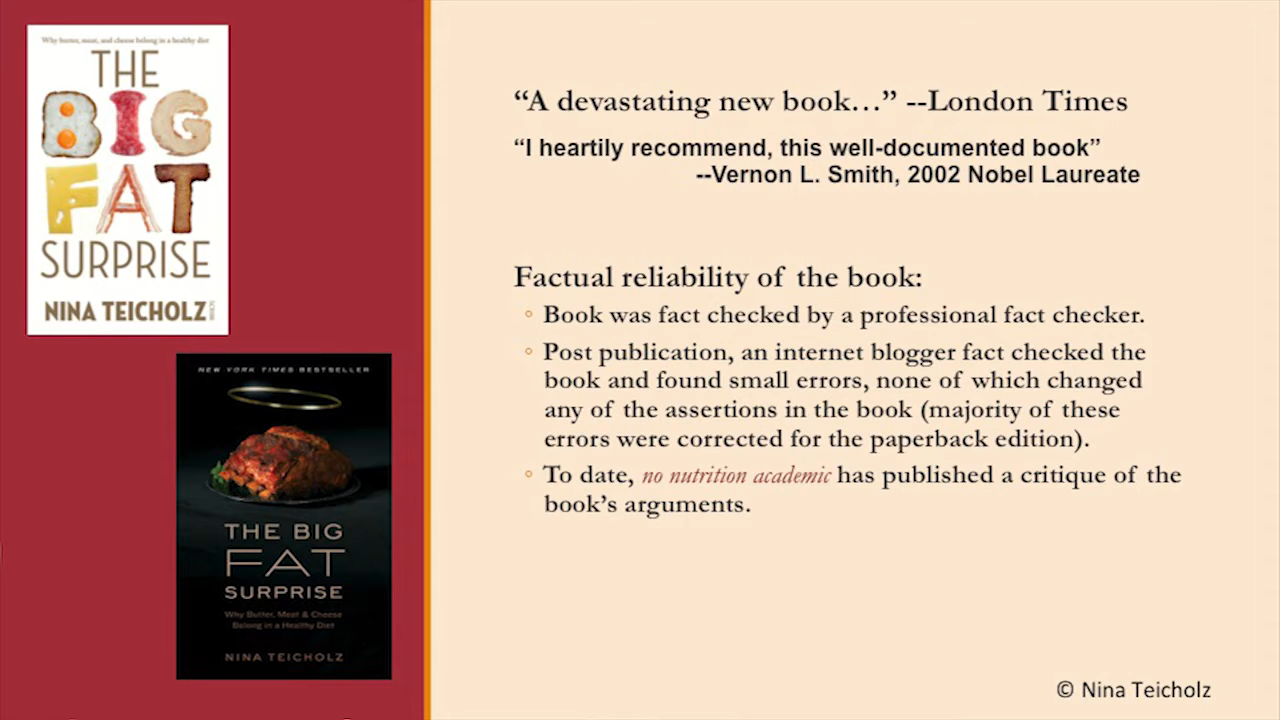 Why butter, meat, and cheese belong in a healthy diet
THE
BIG
FAT
SURPRISE
NINA TEICHOLZ
NEW YORK TIMES BESTSELLER
THE BIG
FAT
SURPRISE
Why Butter, Meat & Cheese
Belong in a Healthy Diet
NINA TEICHOLZ
“A devastating new book…” --London Times
“I heartily recommend, this well-documented book”
--Vernon L. Smith, 2002 Nobel Laureate
Factual reliability of the book:
◦ Book was fact checked by a professional fact checker.
◦ Post publication, an internet blogger fact checked the
book and found small errors, none of which changed
any of the assertions in the book (majority of these
errors were corrected for the paperback edition).
◦ To date, no nutrition academic has published a critique of the
book’s arguments.
© Nina Teicholz